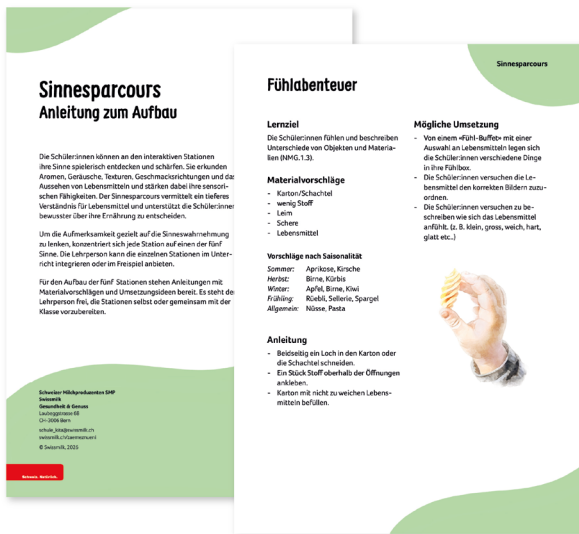 Sinnesparcours
Anleitung zum Aufbau
Die Schüler:innen können an den interaktiven Stationen
ihre Sinne spielerisch entdecken und schärfen. Sie erkunden
Aromen, Geräusche, Texturen, Geschmacksrichtungen und das
Aussehen von Lebensmitteln und stärken dabei ihre sensori-
schen Fähigkeiten. Der Sinnesparcours vermittelt ein tieferes
Verständnis für Lebensmittel und unterstützt die Schüler:innen
bewusster über ihre Ernährung zu entscheiden.
Um die Aufmerksamkeit gezielt auf die Sinneswahrnehmung
zu lenken, konzentriert sich jede Station auf einen der fünf
Sinne. Die Lehrperson kann die einzelnen Stationen im Unter-
richt integrieren oder im Freispiel anbieten.
Für den Aufbau der fünf Stationen stehen Anleitungen mit
Materialvorschlägen und Umsetzungsideen bereit. Es steht der
Lehrperson frei, die Stationen selbst oder gemeinsam mit der
Klasse vorzubereiten.
Schweizer Milchproduzenten SMP
Swissmilk
Gesundheit & Genuss
Laubeggstrasse 68
CH–3006 Bern
© Swissmilk, 2025
Schweiz. Natürlich.
Sinnesparcours
Fühlabenteuer
Lernziel
Die Schüler:innen fühlen und beschreiben
Unterschiede von Objekten und Materia-
lien (NMG.1.3).
Materialvorschläge
- Karton/Schachtel
- wenig Stoff
- Leim
- Schere
- Lebensmittel
Vorschläge nach Saisonalität
Sommer: Aprikose, Kirsche
Herbst: Birne, Kürbis
Winter: Apfel, Birne, Kiwi
Frühling: Rüebli, Sellerie, Spargel
Allgemein: Nüsse, Pasta
Anleitung
- Beidseitig ein Loch in den Karton oder
die Schachtel schneiden.
- Ein Stück Stoff oberhalb der Öffnungen
ankleben.
- Karton mit nicht zu weichen Lebens-
mitteln befüllen.
Mögliche Umsetzung
- Von einem «Fühl-Buffet» mit einer
Auswahl an Lebensmitteln legen sich
die Schüler:innen verschiedene Dinge
in ihre Fühlbox.
- Die Schüler:innen versuchen die Le-
bensmittel den korrekten Bildern zuzu-
ordnen.
- Die Schüler:innen versuchen zu be-
schreiben wie sich das Lebensmittel
anfühlt. (z. B. klein, gross, weich, hart,
glatt etc..)